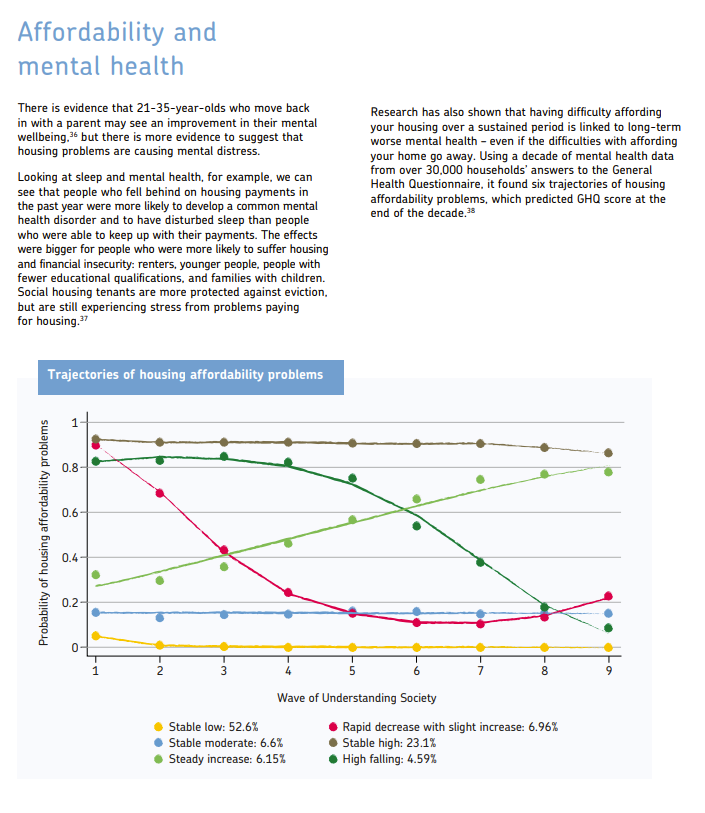 Affordability and
mental health
There is evidence that 21-35-year-olds who move back
in with a parent may see an improvement in their mental
wellbeing,³⁶ but there is more evidence to suggest that
housing problems are causing mental distress.
Looking at sleep and mental health, for example, we can
see that people who fell behind on housing payments in
the past year were more likely to develop a common mental
health disorder and to have disturbed sleep than people
who were able to keep up with their payments. The effects
were bigger for people who were more likely to suffer housing
and financial insecurity: renters, younger people, people with
fewer educational qualifications, and families with children.
Social housing tenants are more protected against eviction,
but are still experiencing stress from problems paying
for housing.³⁷
Research has also shown that having difficulty affording
your housing over a sustained period is linked to long-term
worse mental health – even if the difficulties with affording
your home go away. Using a decade of mental health data
from over 30,000 households' answers to the General
Health Questionnaire, it found six trajectories of housing
affordability problems, which predicted GHQ score at the
end of the decade.³⁸
Trajectories of housing affordability problems
Probability of housing affordability problems
1
0.8
0.6
0.4
0.2
0
1 2 3 4 5 6 7 8 9
Wave of Understanding Society
Stable low: 52.6%
Stable moderate: 6.6%
Steady increase: 6.15%
Rapid decrease with slight increase: 6.96%
Stable high: 23.1%
High falling: 4.59%